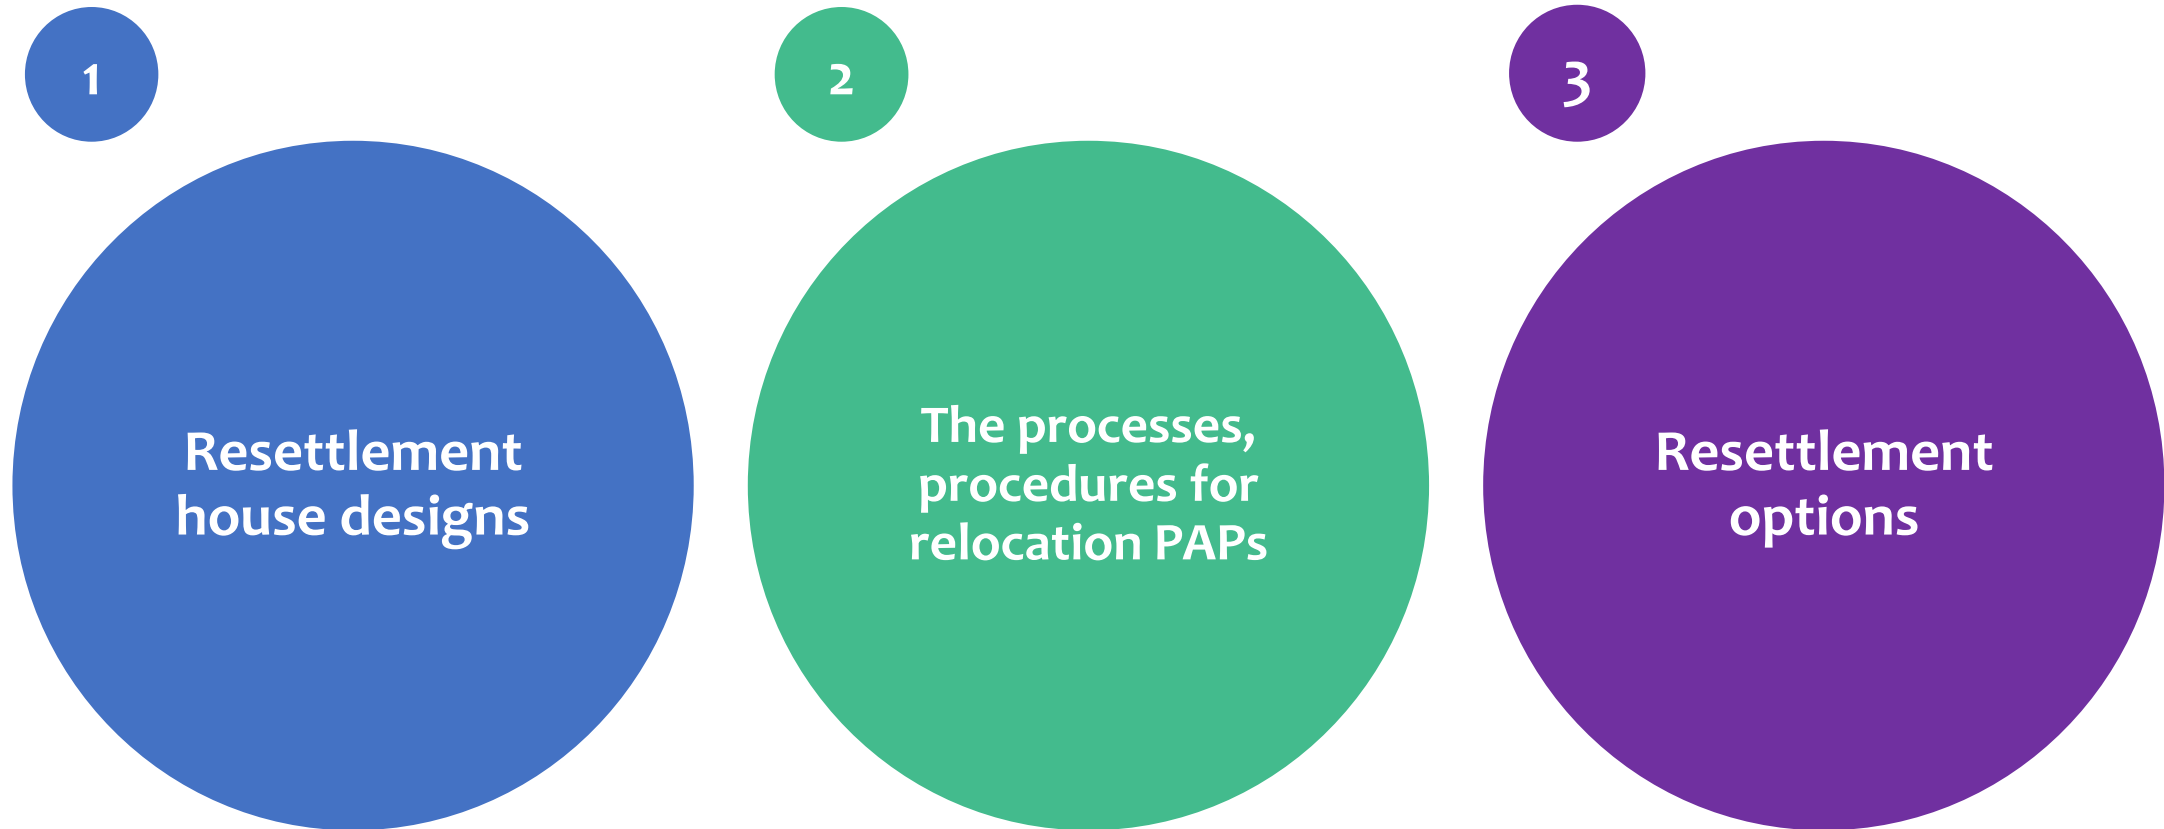 1
Resettlement
house designs
2
The processes,
procedures for
relocation PAPs
3
Resettlement
options